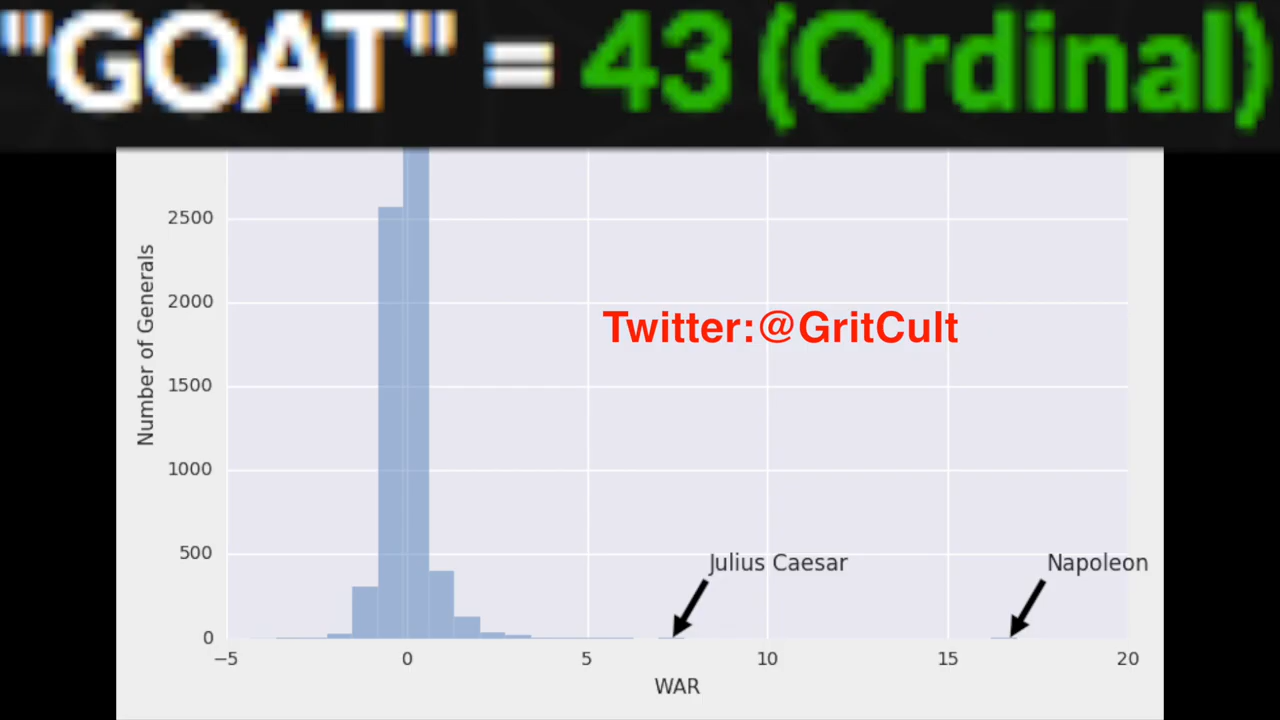 "GOAT" = 43 (Ordinal)
2500
2000
Twitter:@GritCult
Number of Generals
1500
1000
500
Julius Caesar
Napoleon
0
−5 0 5 10 15 20
WAR